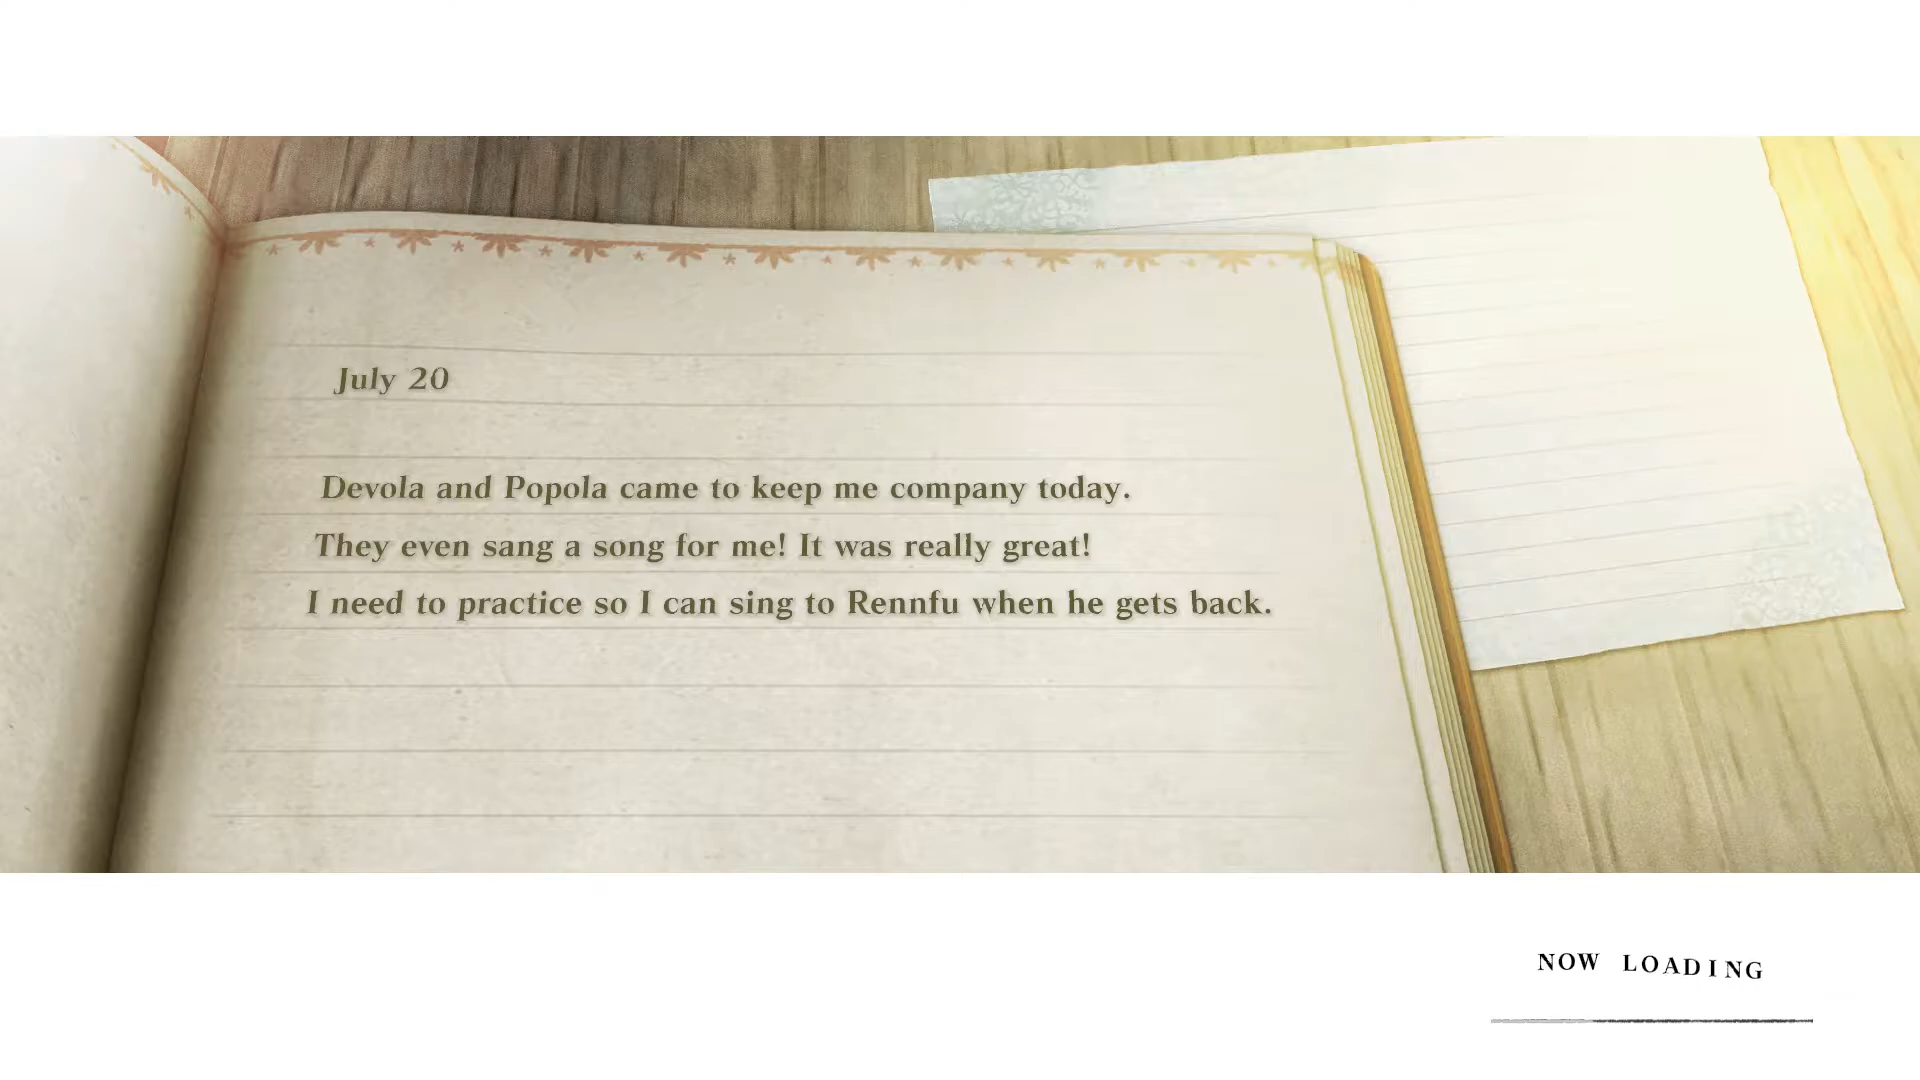 July 20
Devola and Popola came to keep me company today.
They even sang a song for me! It was really great!
I need to practice so I can sing to Rennfu when he gets back.
NOW LOADING